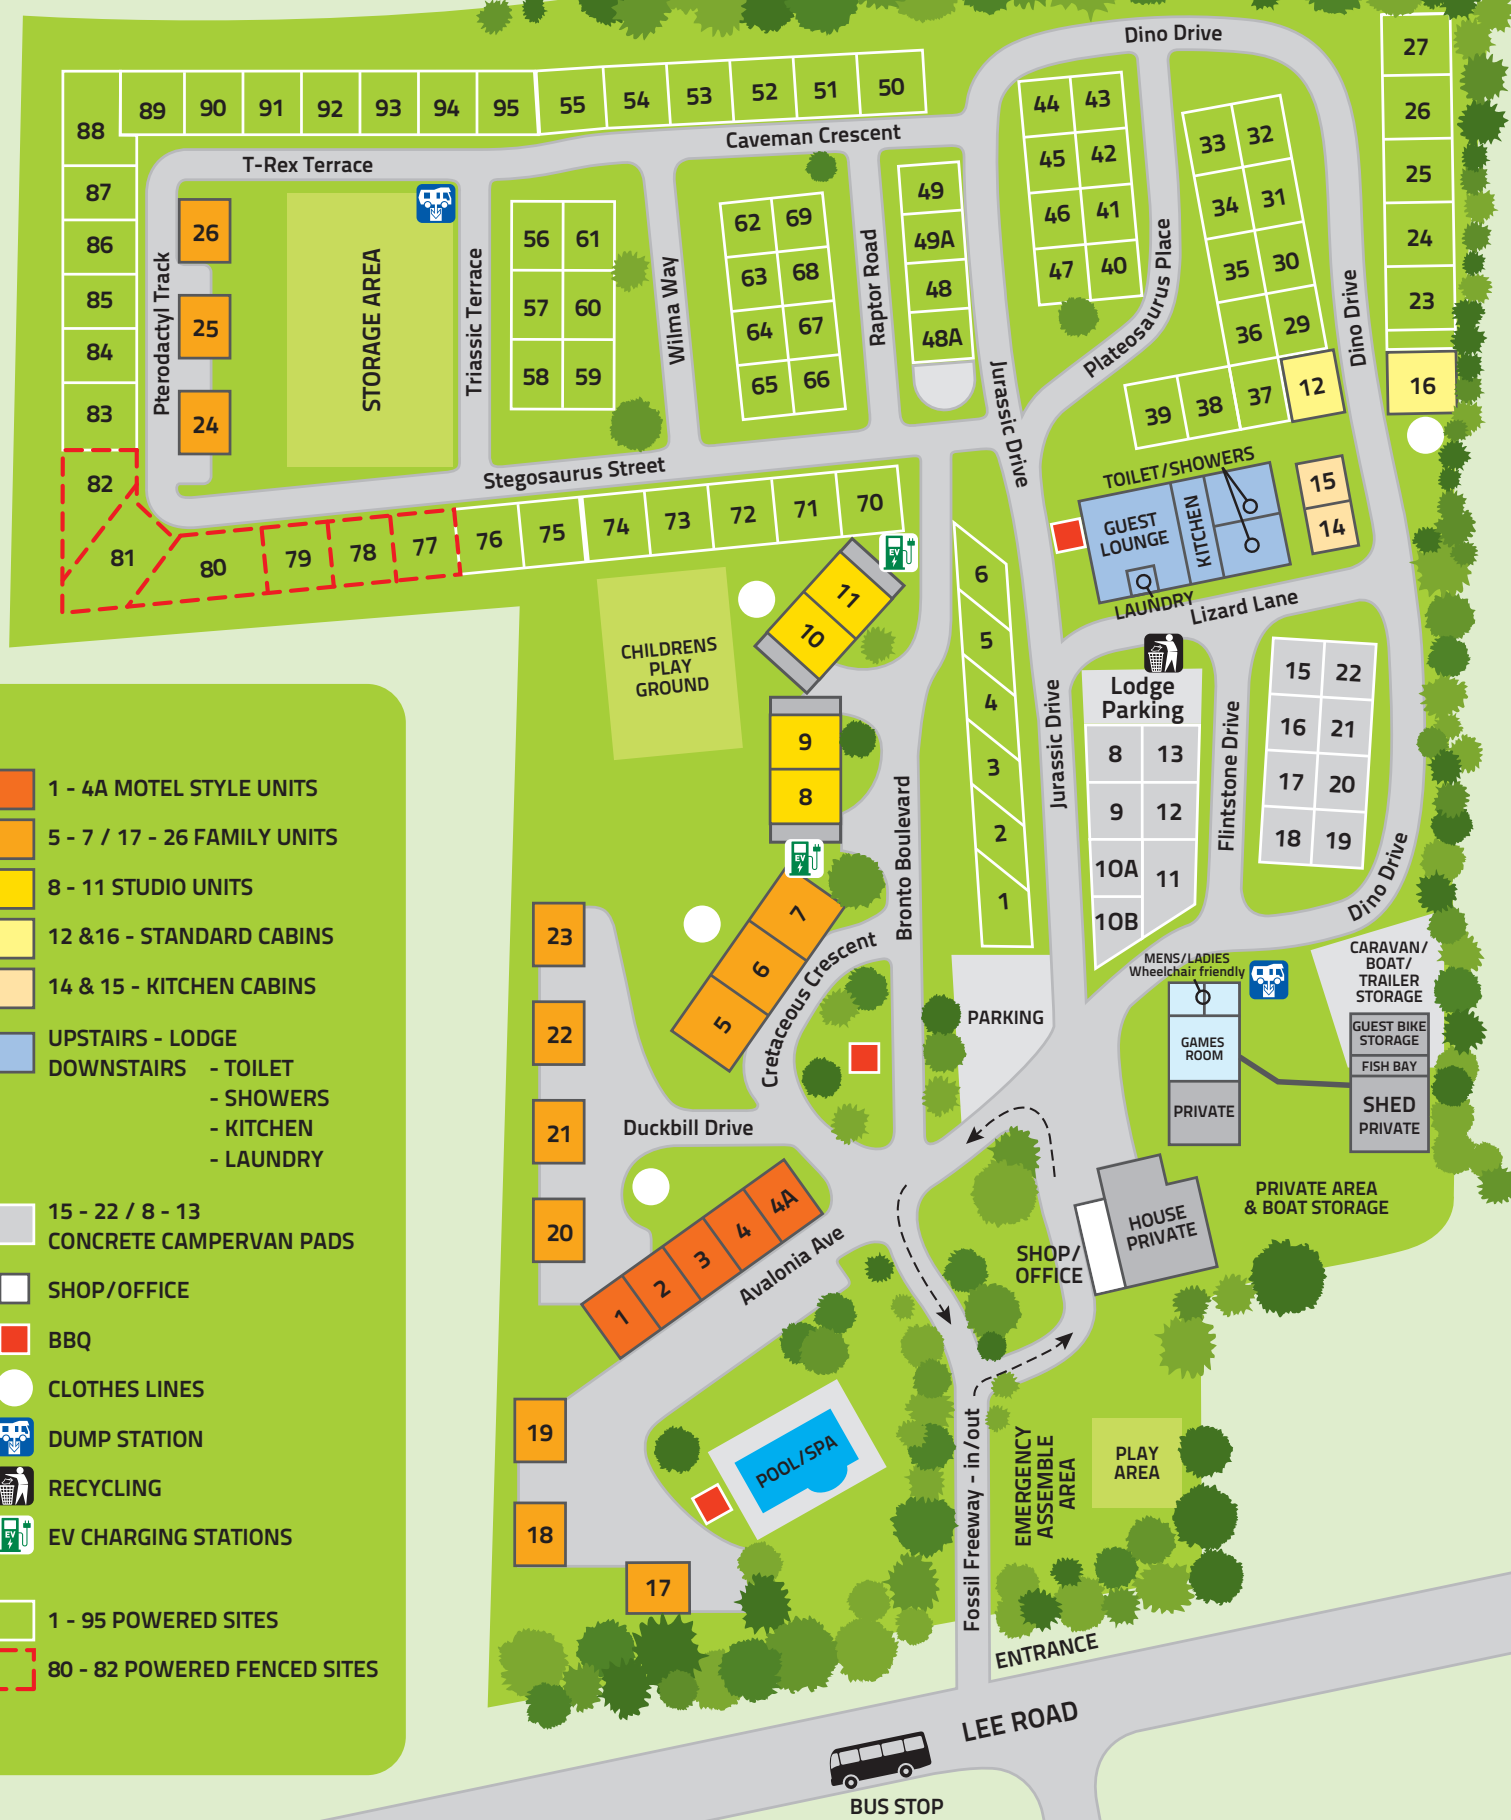 Dino Drive
27
26
25
24
23
16
88
89
90
91
92
93
94
95
55
54
53
52
51
50
Caveman Crescent
T-Rex Terrace
87
86
85
84
83
82
81
80
79
78
77
76
75
74
73
72
71
70
Pterodactyl Track
26
25
24
STORAGE AREA
Triassic Terrace
56 61
57 60
58 59
Wilma Way
62 69
63 68
64 67
65 66
Raptor Road
49
49A
48
48A
Stegosaurus Street
Jurassic Drive
44 43
45 42
46 41
47 40
Plateosaurus Place
33 32
34 31
35 30
36 29
39 38 37 12
Dino Drive
TOILET/SHOWERS
GUEST
LOUNGE
KITCHEN
LAUNDRY
15
14
Lizard Lane
EV
11
10
CHILDRENS
PLAY
GROUND
9
8
EV
7
6
5
Bronto Boulevard
Cretaceous Crescent
6
5
4
3
2
1
Jurassic Drive
Lodge
Parking
8 13
9 12
10A 11
10B
Flintstone Drive
15 22
16 21
17 20
18 19
Dino Drive
PARKING
MENS/LADIES
Wheelchair friendly
GAMES
ROOM
PRIVATE
CARAVAN/
BOAT/
TRAILER
STORAGE
GUEST BIKE
STORAGE
FISH BAY
SHED
PRIVATE
PRIVATE AREA
& BOAT STORAGE
HOUSE
PRIVATE
SHOP/
OFFICE
23
22
21
20
Duckbill Drive
1
2
3
4
4A
Avalonia Ave
19
18
17
POOL/SPA
Fossil Freeway - in/out
EMERGENCY
ASSEMBLE
AREA
PLAY
AREA
ENTRANCE
LEE ROAD
BUS STOP
1 - 4A MOTEL STYLE UNITS
5 - 7 / 17 - 26 FAMILY UNITS
8 - 11 STUDIO UNITS
12 &16 - STANDARD CABINS
14 & 15 - KITCHEN CABINS
UPSTAIRS - LODGE
DOWNSTAIRS - TOILET
- SHOWERS
- KITCHEN
- LAUNDRY
15 - 22 / 8 - 13
CONCRETE CAMPERVAN PADS
SHOP/OFFICE
BBQ
CLOTHES LINES
DUMP STATION
RECYCLING
EV
EV CHARGING STATIONS
1 - 95 POWERED SITES
80 - 82 POWERED FENCED SITES